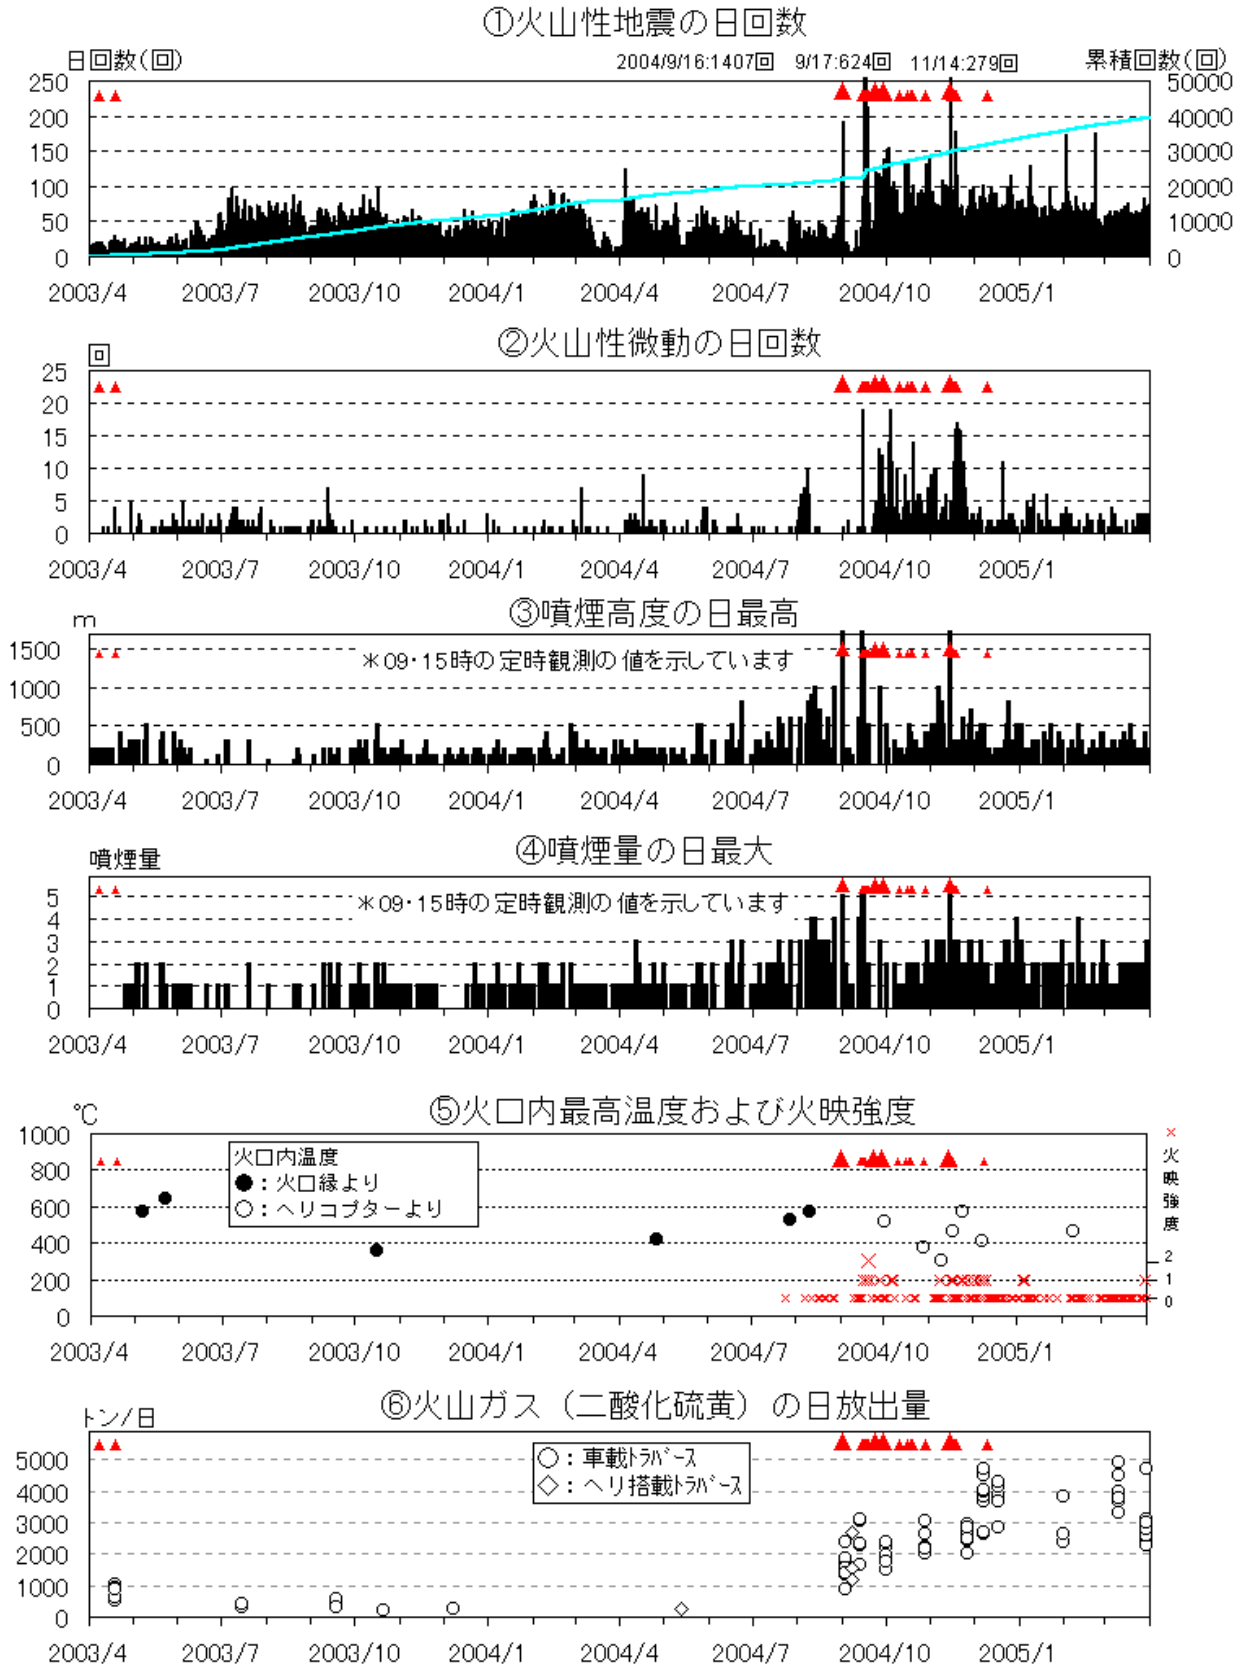 ①火山性地震の日回数
日回数(回) 2004/9/16:1407回 9/17:624回 11/14:279回 累積回数(回)
250 50000
200 40000
150 30000
100 20000
50 10000
0 0
2003/4 2003/7 2003/10 2004/1 2004/4 2004/7 2004/10 2005/1
②火山性微動の日回数
回
25
20
15
10
5
0
2003/4 2003/7 2003/10 2004/1 2004/4 2004/7 2004/10 2005/1
③噴煙高度の日最高
m
1500
＊09・15時の定時観測の値を示しています
1000
500
0
2003/4 2003/7 2003/10 2004/1 2004/4 2004/7 2004/10 2005/1
④噴煙量の日最大
噴煙量
5
＊09・15時の定時観測の値を示しています
4
3
2
1
0
2003/4 2003/7 2003/10 2004/1 2004/4 2004/7 2004/10 2005/1
⑤火口内最高温度および火映強度
℃
1000
×火映強度
火口内温度
800
●：火口縁より
600
○：ヘリコプターより
400
2
200 1
0 0
2003/4 2003/7 2003/10 2004/1 2004/4 2004/7 2004/10 2005/1
⑥火山ガス（二酸化硫黄）の日放出量
トン/日
○：車載トラバース
5000
◇：ヘリ搭載トラバース
4000
3000
2000
1000
0
2003/4 2003/7 2003/10 2004/1 2004/4 2004/7 2004/10 2005/1